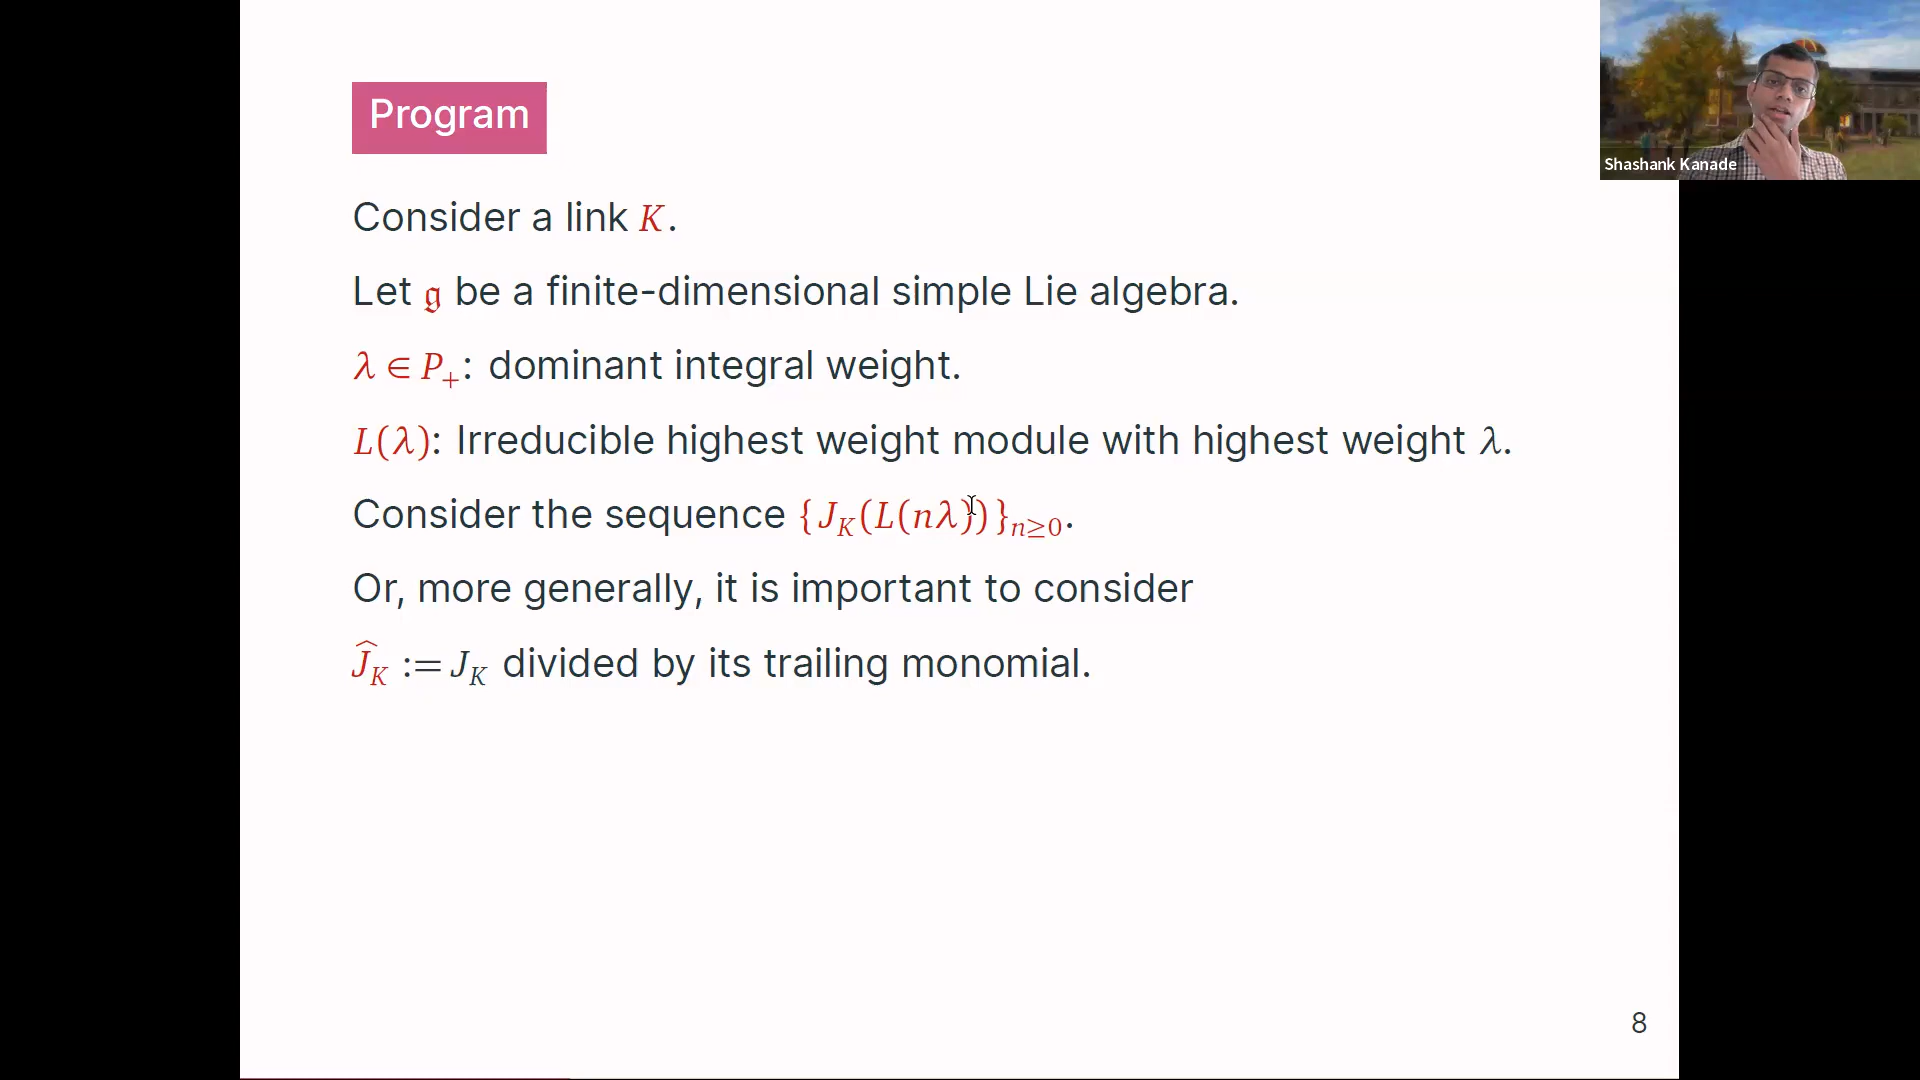 Program
Consider a link K.
Let 𝔤 be a finite-dimensional simple Lie algebra.
λ ∈ P₊: dominant integral weight.
L(λ): Irreducible highest weight module with highest weight λ.
Consider the sequence {J_K(L(nλ))}_{n≥0}.
Or, more generally, it is important to consider
Ĵ_K := J_K divided by its trailing monomial.
8
Shashank Kanade